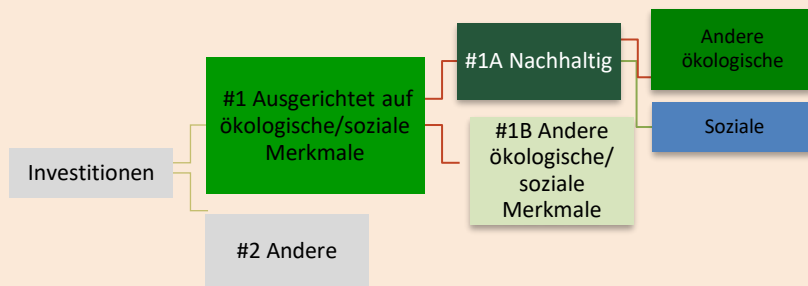 Investitionen
#1 Ausgerichtet auf
ökologische/soziale
Merkmale
#2 Andere
#1A Nachhaltig
#1B Andere
ökologische/
soziale
Merkmale
Andere
ökologische
Soziale